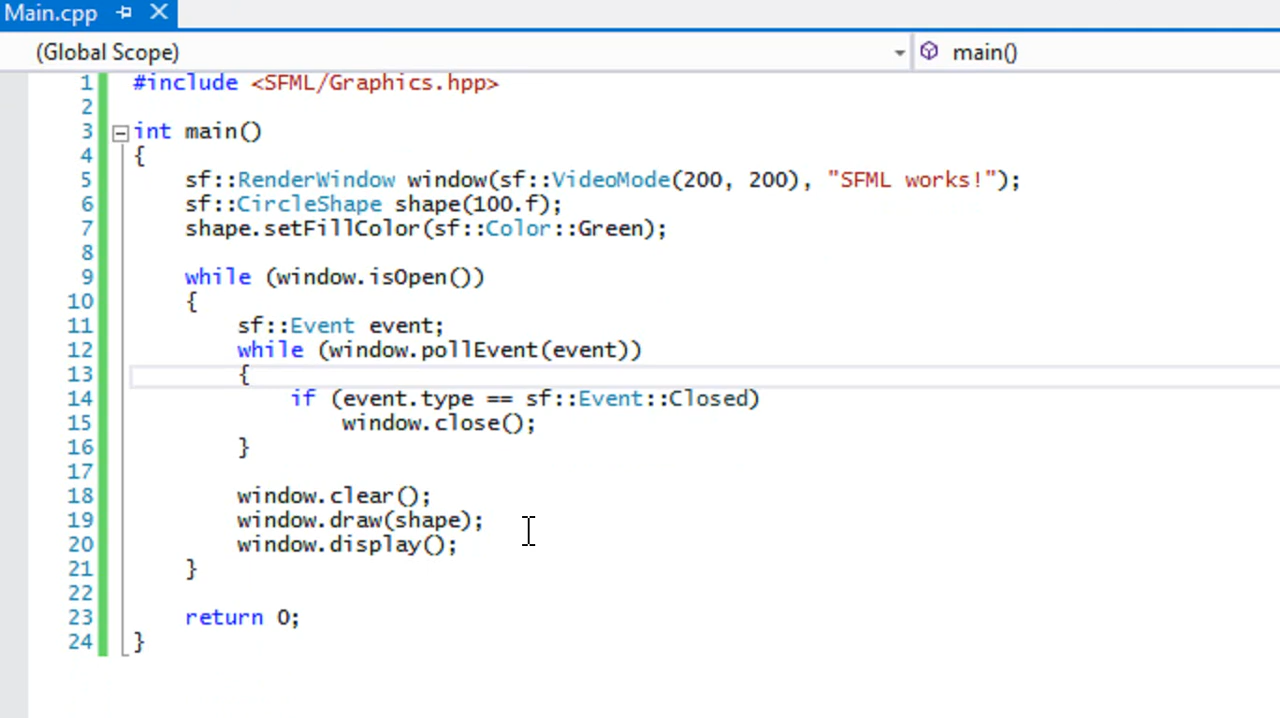 Main.cpp
(Global Scope) main()
1 #include <SFML/Graphics.hpp>
2
3 int main()
4 {
5 sf::RenderWindow window(sf::VideoMode(200, 200), "SFML works!");
6 sf::CircleShape shape(100.f);
7 shape.setFillColor(sf::Color::Green);
8
9 while (window.isOpen())
10 {
11 sf::Event event;
12 while (window.pollEvent(event))
13 {
14 if (event.type == sf::Event::Closed)
15 window.close();
16 }
17
18 window.clear();
19 window.draw(shape);
20 window.display();
21 }
22
23 return 0;
24 }